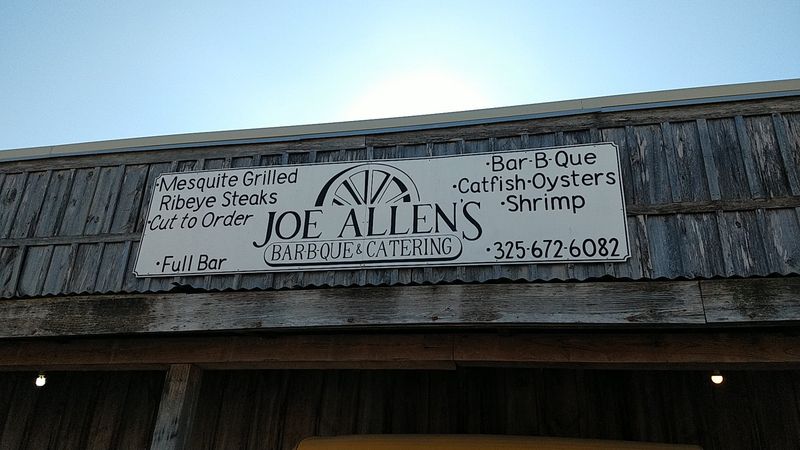 ·Mesquite Grilled
Ribeye Steaks
·Cut to Order
·Full Bar
JOE ALLEN'S
BAR·B·QUE & CATERING
·Bar·B·Que
·Catfish·Oysters
·Shrimp
·325·672·6082